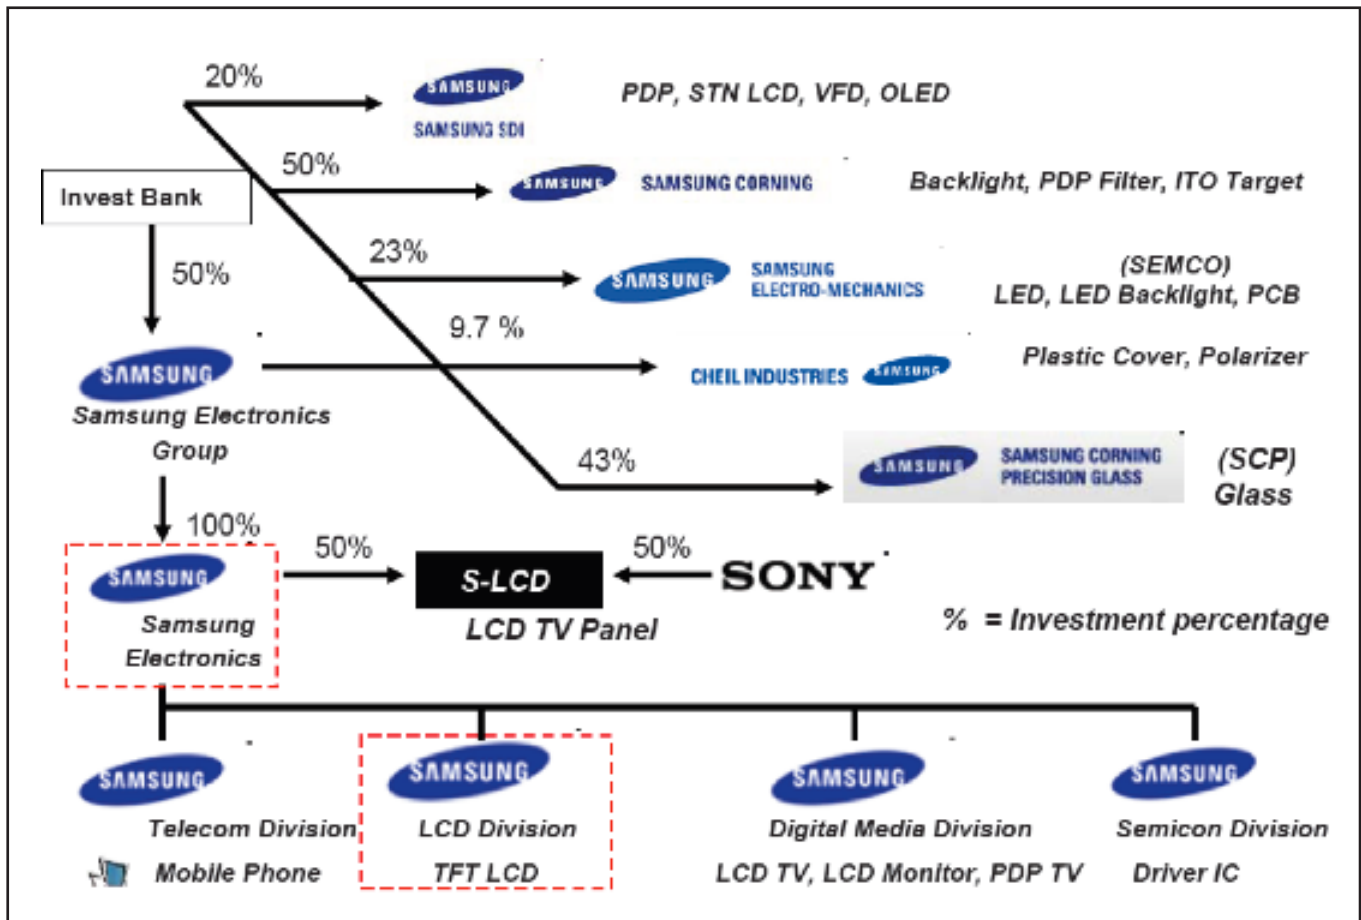 20%
SAMSUNG
SAMSUNG SDI
PDP, STN LCD, VFD, OLED
50%
SAMSUNG
SAMSUNG CORNING
Backlight, PDP Filter, ITO Target
Invest Bank
50%
23%
SAMSUNG
SAMSUNG
ELECTRO-MECHANICS
(SEMCO)
LED, LED Backlight, PCB
9.7 %
CHEIL INDUSTRIES
SAMSUNG
Plastic Cover, Polarizer
SAMSUNG
Samsung Electronics
Group
43%
SAMSUNG
SAMSUNG CORNING
PRECISION GLASS
(SCP)
Glass
100%
SAMSUNG
Samsung
Electronics
50%
S-LCD
LCD TV Panel
50%
SONY
% = Investment percentage
SAMSUNG
Telecom Division
Mobile Phone
SAMSUNG
LCD Division
TFT LCD
SAMSUNG
Digital Media Division
LCD TV, LCD Monitor, PDP TV
SAMSUNG
Semicon Division
Driver IC